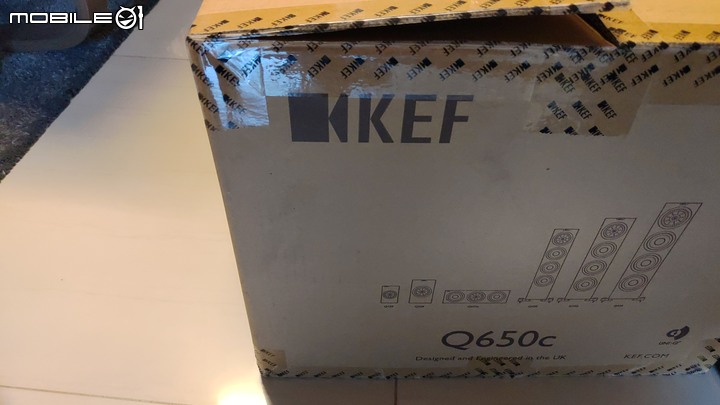 MOBILE01
KEF
Q650c
Designed and Engineered in the UK
KEF.COM